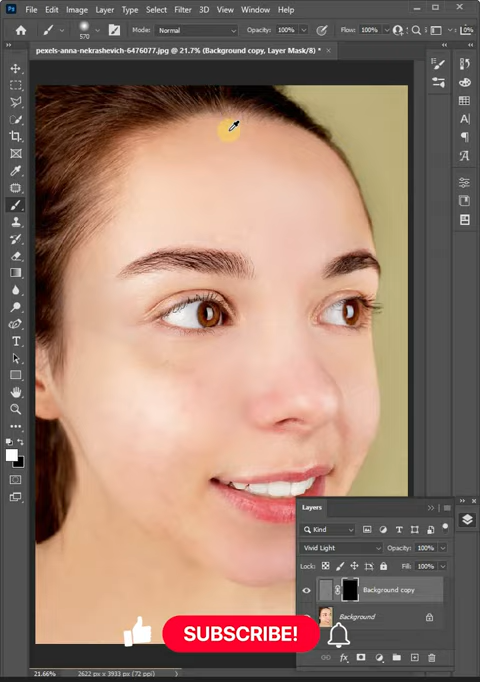 Ps File Edit Image Layer Type Select Filter 3D View Window Help
570 Mode: Normal Opacity: 100% Flow: 100% 10%
pexels-anna-nekrashevich-6476077.jpg @ 21.7% (Background copy, Layer Mask/8) *
Layers
Kind
Vivid Light Opacity: 100%
Lock: Fill: 100%
Background copy
Background
SUBSCRIBE!
21.66% 2622 px x 3933 px (72 ppi)